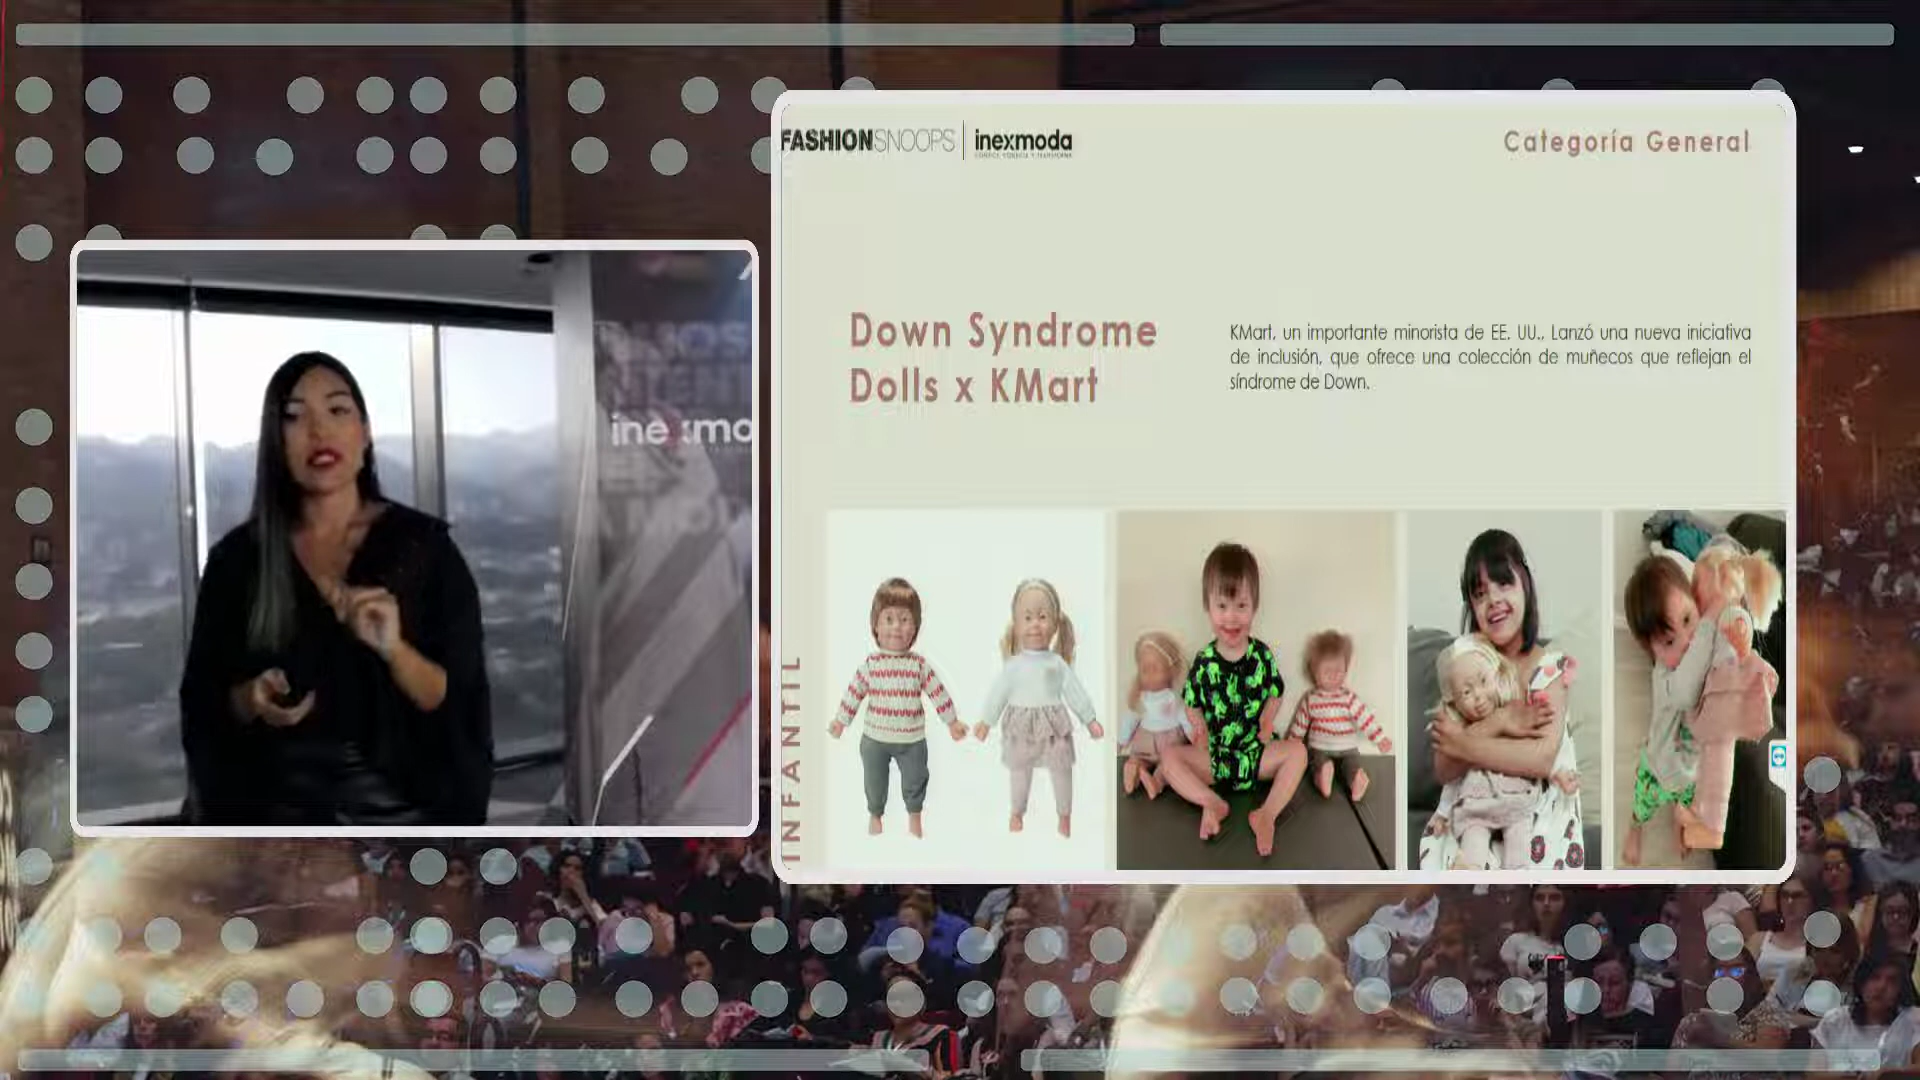 FASHIONSNOOPS
inexmoda
Categoría General
Down Syndrome
Dolls x KMart
KMart, un importante minorista de EE. UU., Lanzó una nueva iniciativa
de inclusión, que ofrece una colección de muñecos que reflejan el
síndrome de Down.
INFANTIL